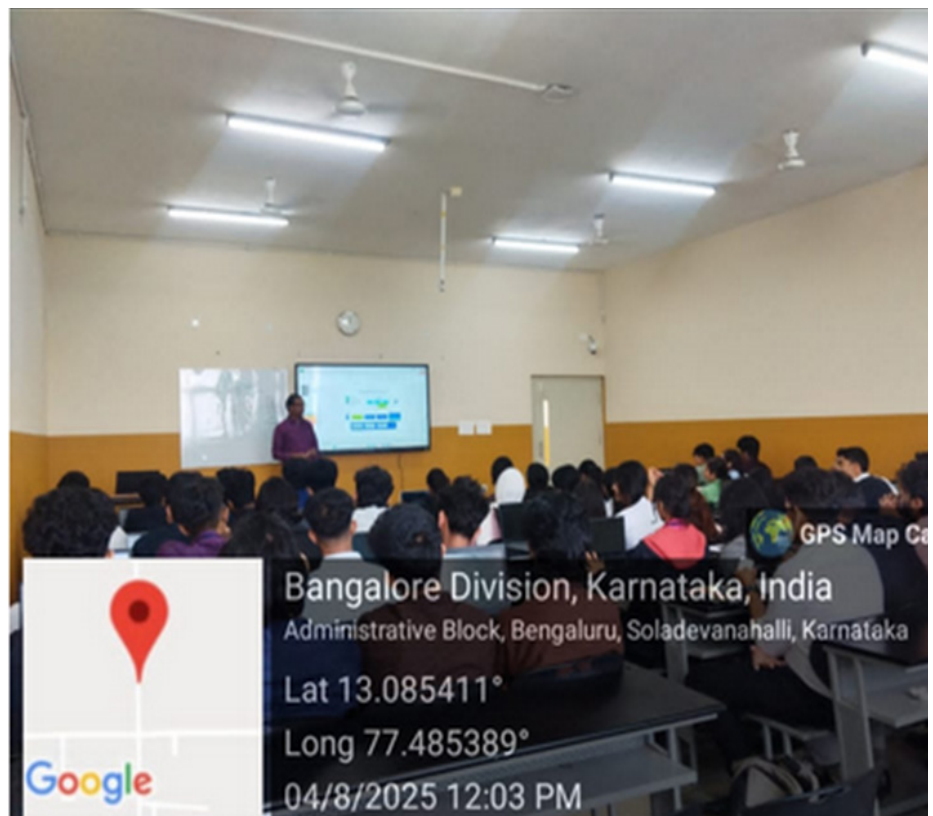 GPS Map Ca
Bangalore Division, Karnataka, India
Administrative Block, Bengaluru, Soladevanahalli, Karnataka
Lat 13.085411°
Long 77.485389°
04/8/2025 12:03 PM
Google